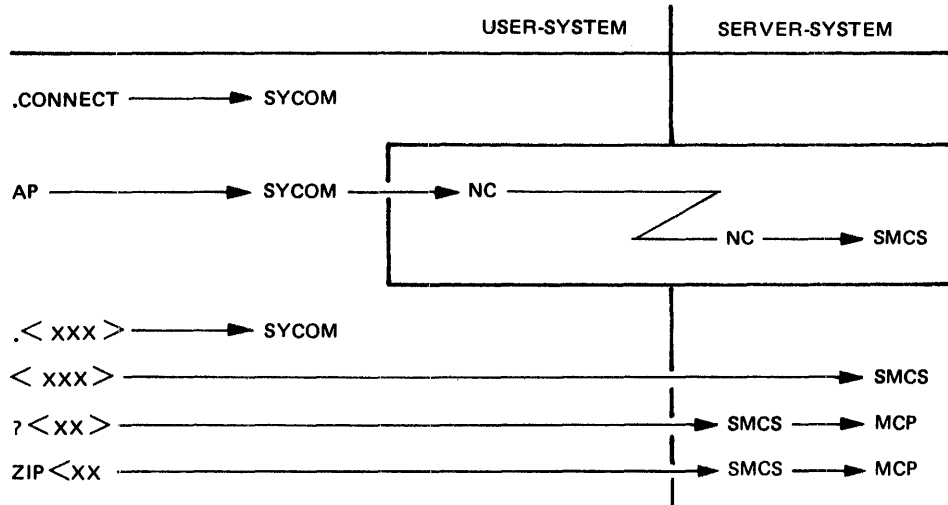 USER-SYSTEM SERVER-SYSTEM
.CONNECT SYCOM
AP SYCOM NC
NC SMCS
.< XXX > SYCOM
< XXX > SMCS
? < XX > SMCS MCP
ZIP < XX SMCS MCP